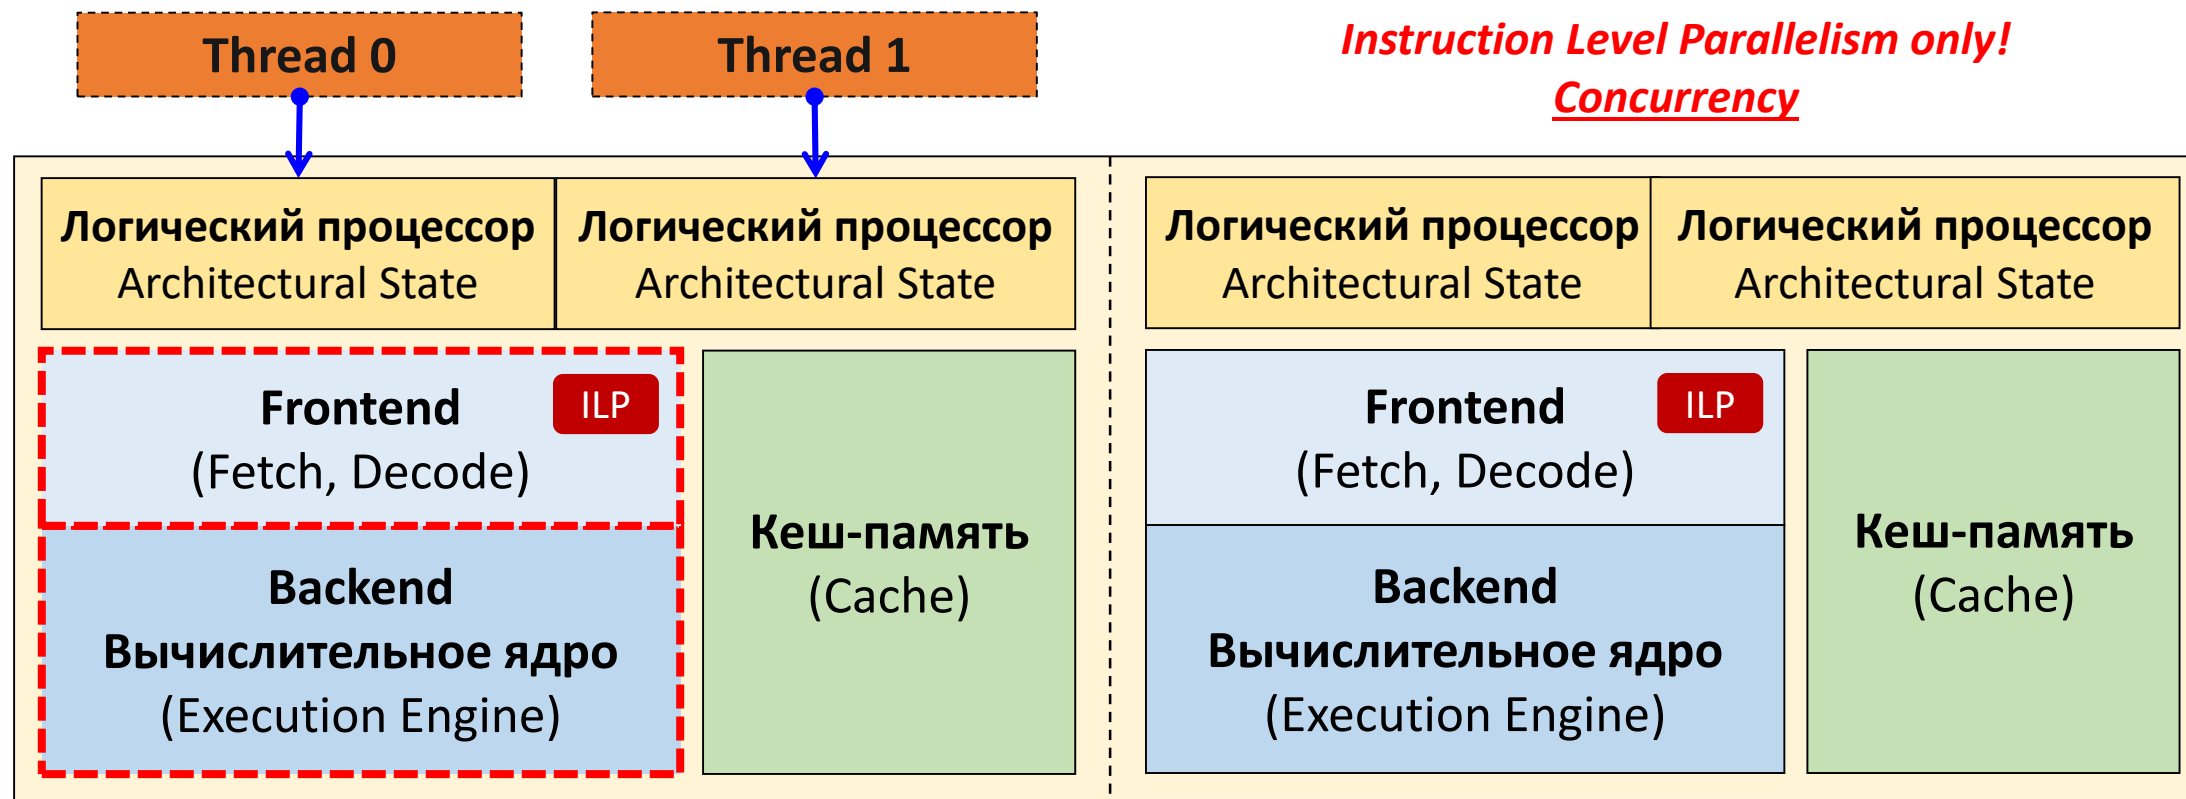 Thread 0
Thread 1
Instruction Level Parallelism only!
Concurrency
Логический процессор
Architectural State
Логический процессор
Architectural State
Frontend
ILP
(Fetch, Decode)
Backend
Вычислительное ядро
(Execution Engine)
Кеш-память
(Cache)
Логический процессор
Architectural State
Логический процессор
Architectural State
Frontend
ILP
(Fetch, Decode)
Backend
Вычислительное ядро
(Execution Engine)
Кеш-память
(Cache)